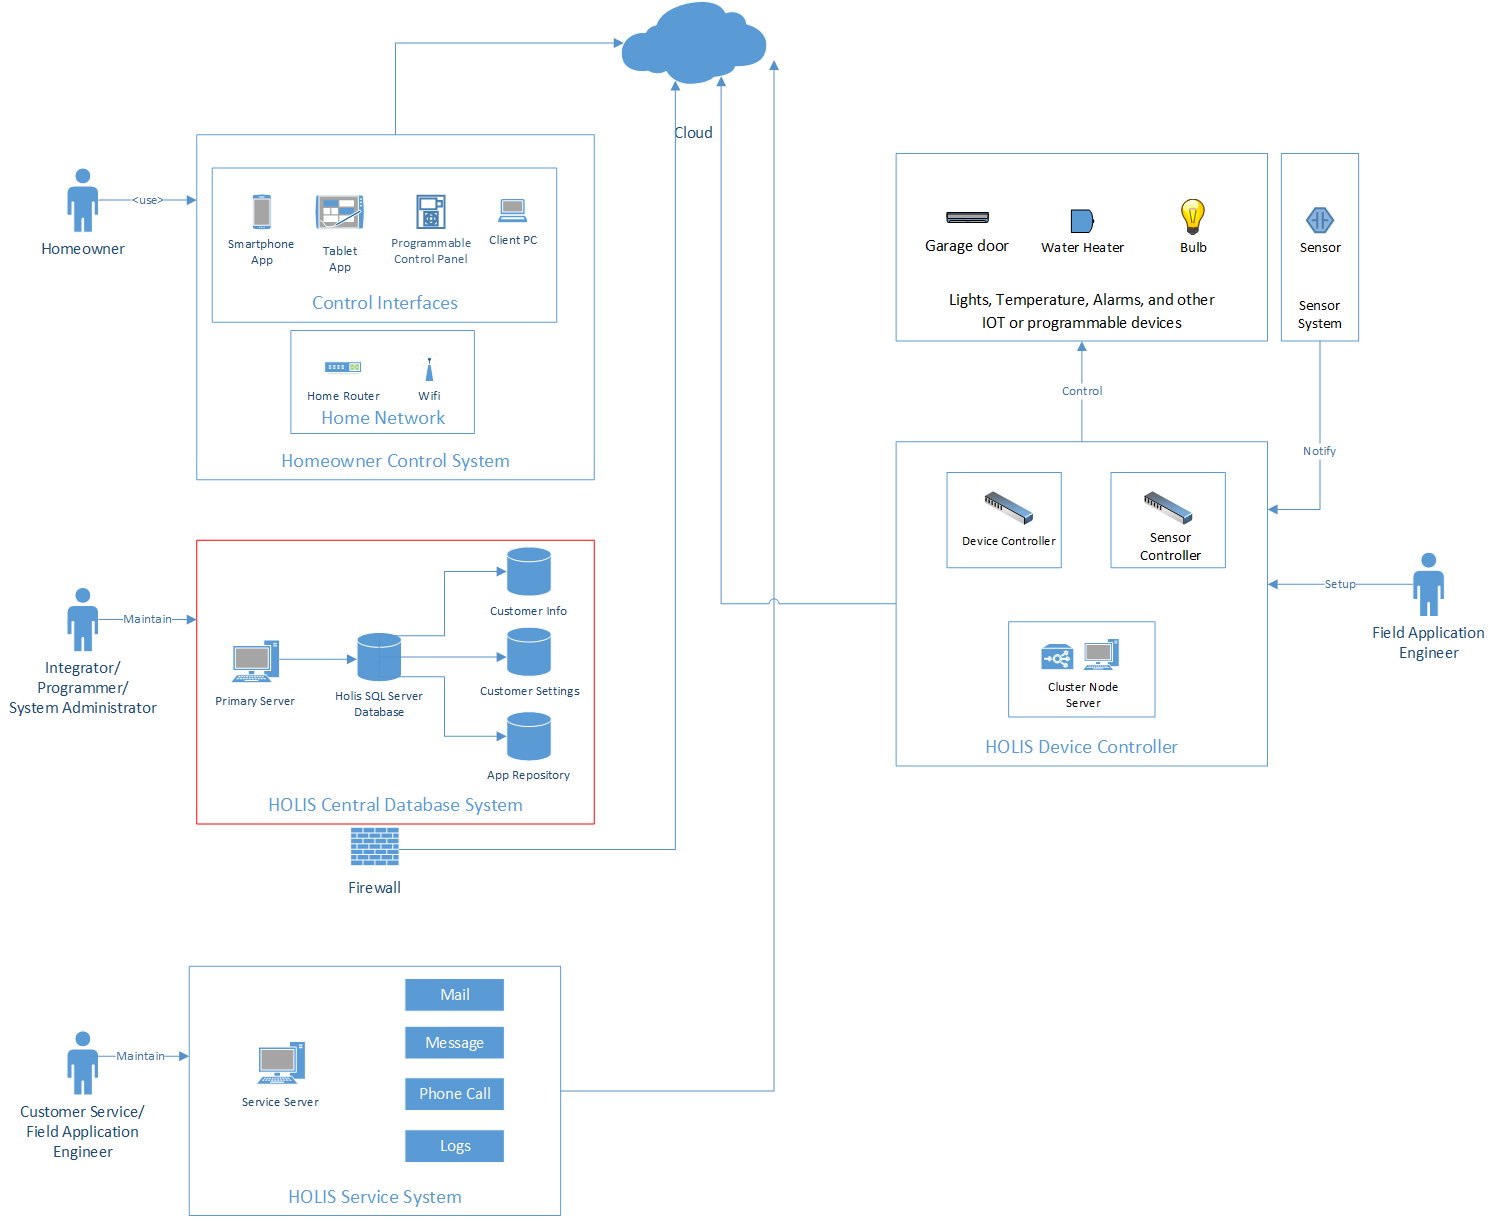 Cloud
<use>
Homeowner
Smartphone
App
Tablet
App
Programmable
Control Panel
Client PC
Control Interfaces
Home Router
Wifi
Home Network
Homeowner Control System
Garage door
Water Heater
Bulb
Lights, Temperature, Alarms, and other
IOT or programmable devices
Sensor
Sensor
System
Control
Notify
Device Controller
Sensor
Controller
Cluster Node
Server
HOLIS Device Controller
Setup
Field Application
Engineer
Maintain
Integrator/
Programmer/
System Administrator
Primary Server
Holis SQL Server
Database
Customer Info
Customer Settings
App Repository
HOLIS Central Database System
Firewall
Maintain
Customer Service/
Field Application
Engineer
Service Server
Mail
Message
Phone Call
Logs
HOLIS Service System